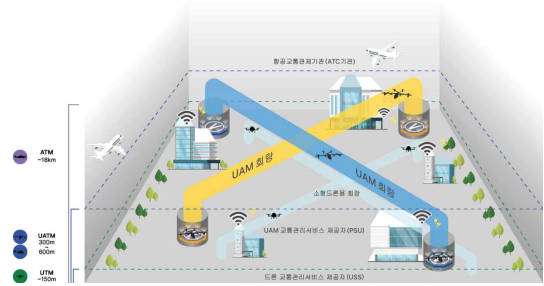 항공교통관제기관(ATC기관)
ATM
~18km
UAM 회랑
UAM 회랑
소형드론용 회랑
UATM
300m
~
600m
UAM 교통관리서비스 제공자(PSU)
UTM
~150m
드론 교통관리서비스 제공자(USS)